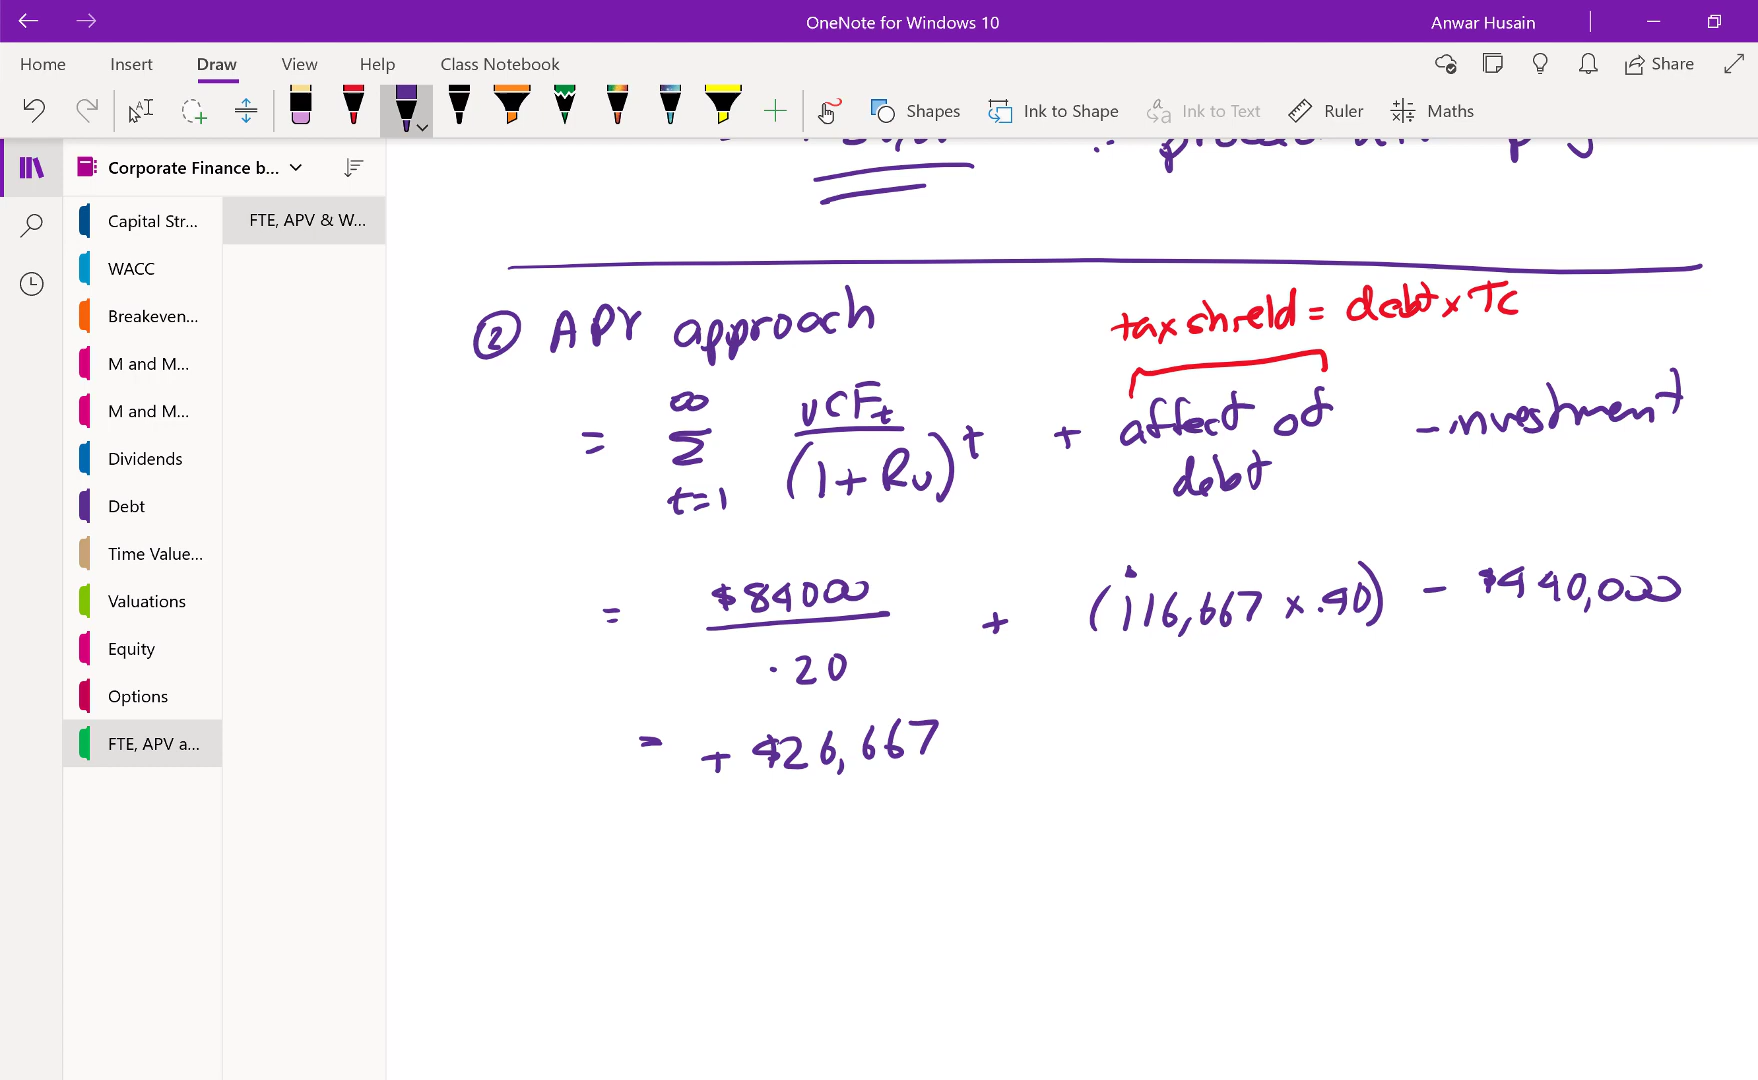 OneNote for Windows 10
Anwar Husain
Home Insert Draw View Help Class Notebook
Share
Shapes Ink to Shape Ink to Text Ruler Maths
Corporate Finance b...
Capital Str...
WACC
Breakeven...
M and M...
M and M...
Dividends
Debt
Time Value...
Valuations
Equity
Options
FTE, APV a...
FTE, APV & W...
② APV approach
tax shield = debt x Tc
= ∞ Σ t=1 UCFt / (1 + Ru)^t + affect of debt - investment
= $84000 / .20 + (116,667 x .40) - $440,000
= + $26,667